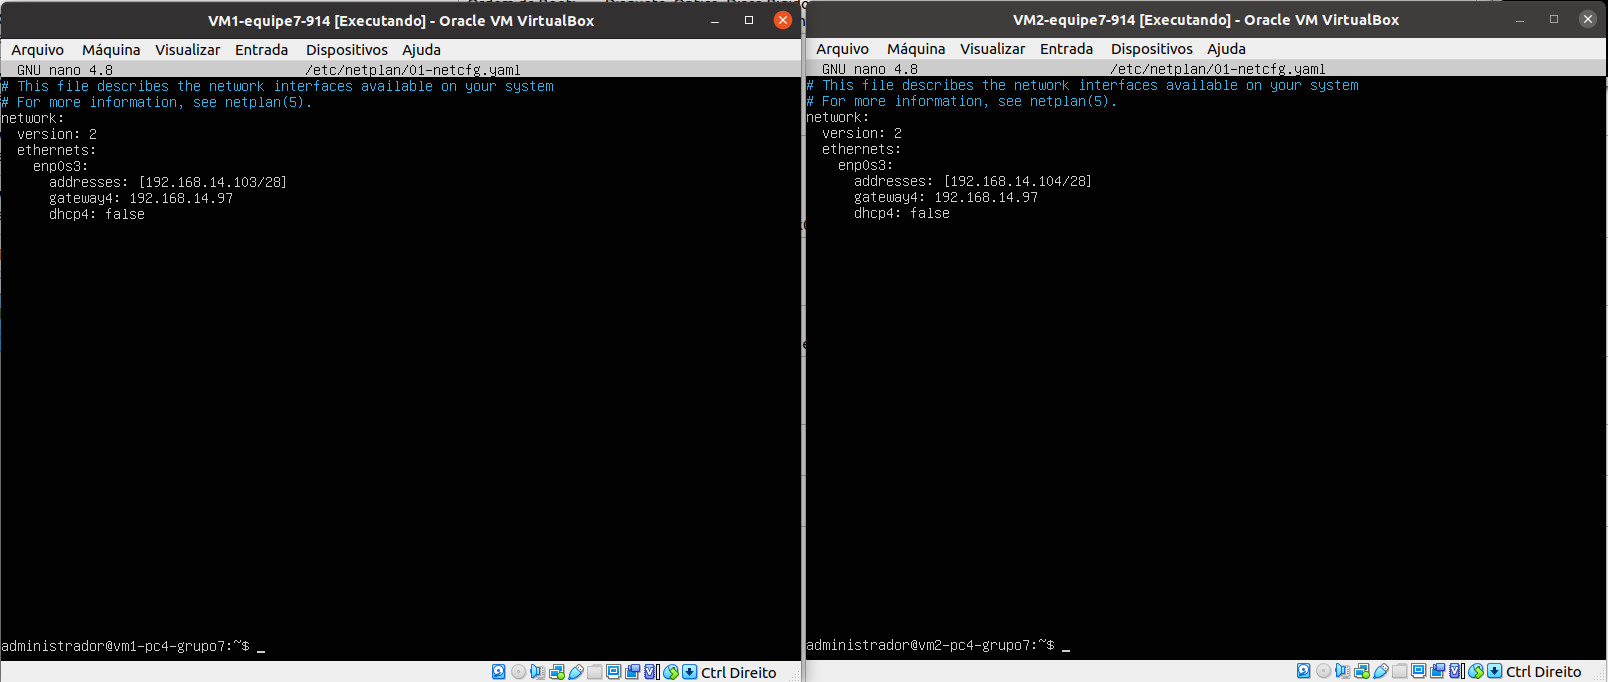 VM1-equipe7-914 [Executando] - Oracle VM VirtualBox
Arquivo Máquina Visualizar Entrada Dispositivos Ajuda
GNU nano 4.8 /etc/netplan/01-netcfg.yaml
# This file describes the network interfaces available on your system
# For more information, see netplan(5).
network:
  version: 2
  ethernets:
    enp0s3:
      addresses: [192.168.14.103/28]
      gateway4: 192.168.14.97
      dhcp4: false
administrador@vm1-pc4-grupo7:~$ _
Ctrl Direito
VM2-equipe7-914 [Executando] - Oracle VM VirtualBox
Arquivo Máquina Visualizar Entrada Dispositivos Ajuda
GNU nano 4.8 /etc/netplan/01-netcfg.yaml
# This file describes the network interfaces available on your system
# For more information, see netplan(5).
network:
  version: 2
  ethernets:
    enp0s3:
      addresses: [192.168.14.104/28]
      gateway4: 192.168.14.97
      dhcp4: false
administrador@vm2-pc4-grupo7:~$ _
Ctrl Direito